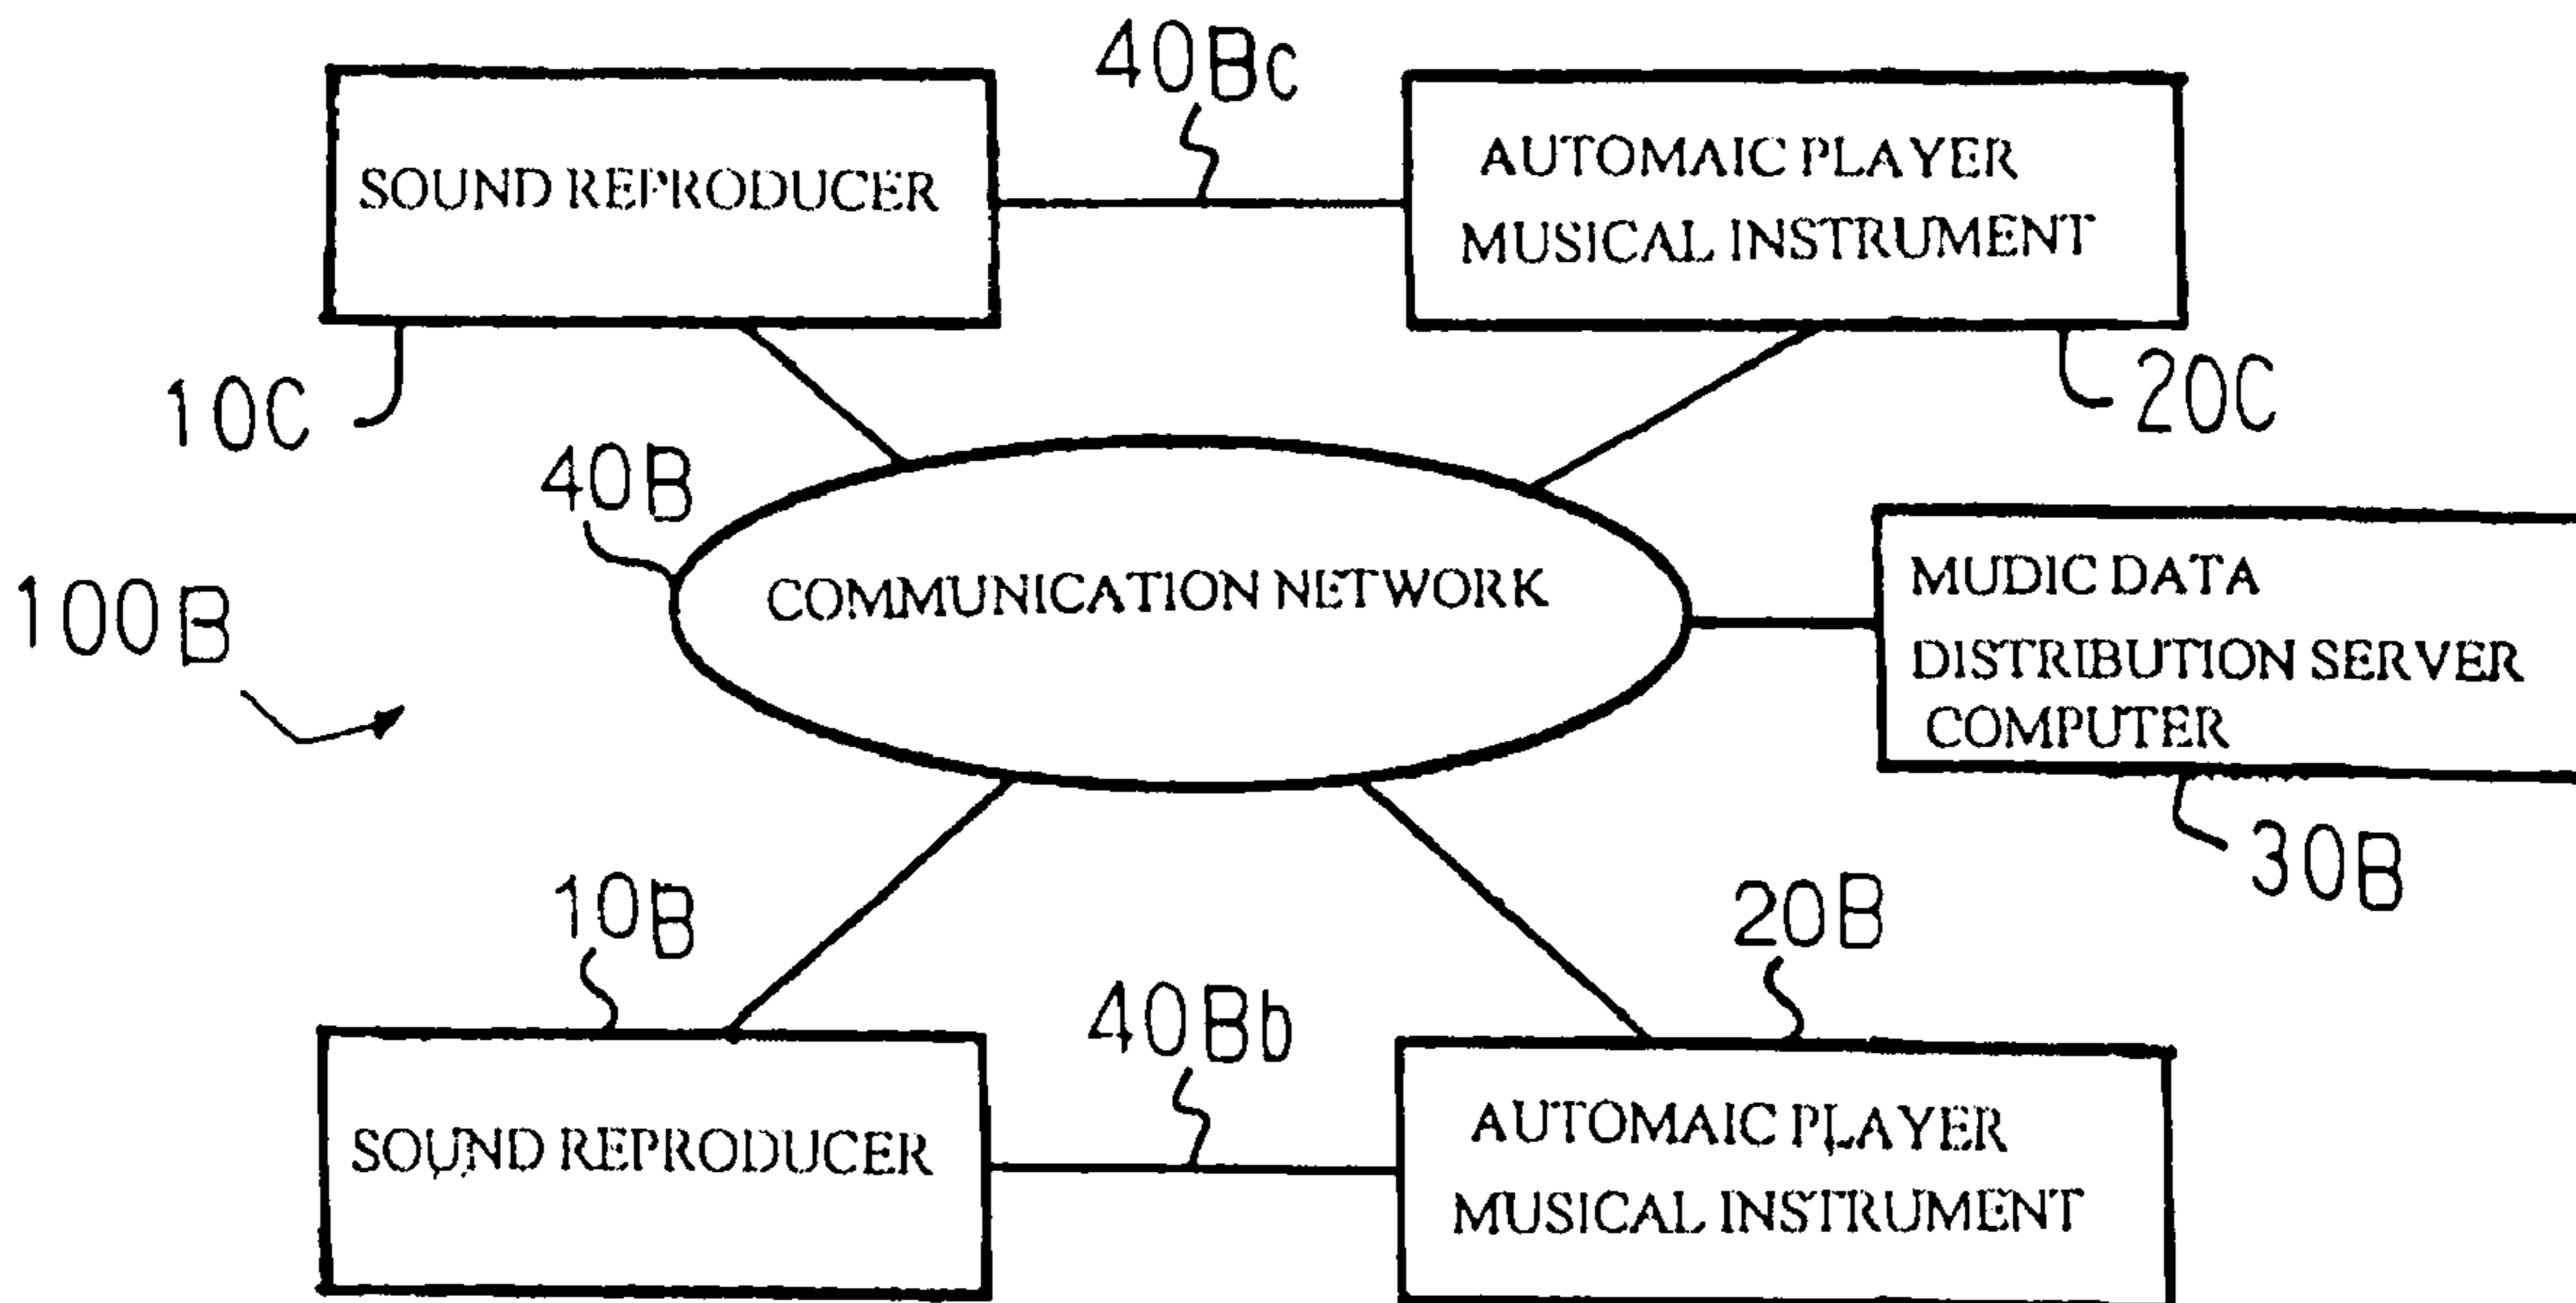 40Bc
SOUND REPRODUCER
AUTOMAIC PLAYER
MUSICAL INSTRUMENT
10C
20C
40B
COMMUNICATION NETWORK
MUDIC DATA
DISTRIBUTION SERVER
COMPUTER
100B
30B
10B
20B
40Bb
SOUND REPRODUCER
AUTOMAIC PLAYER
MUSICAL INSTRUMENT